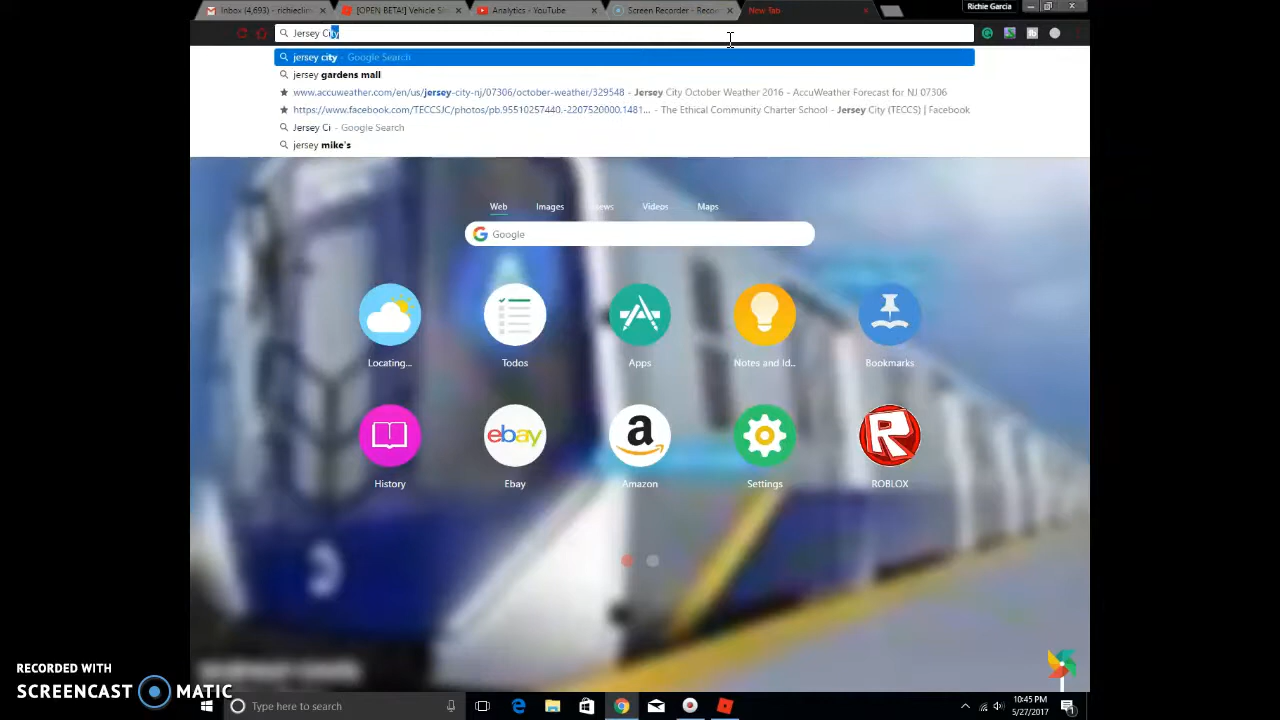 Inbox (4,693) - richieclim
[OPEN BETA!] Vehicle Si
Analytics - YouTube
Screen Recorder - Reco
New Tab
Richie Garcia
Jersey City
jersey city - Google Search
jersey gardens mall
www.accuweather.com/en/us/jersey-city-nj/07306/october-weather/329548 - Jersey City October Weather 2016 - AccuWeather Forecast for NJ 07306
https://www.facebook.com/TECCSJC/photos/pb.95510257440.-2207520000.1481... - The Ethical Community Charter School - Jersey City (TECCS) | Facebook
Jersey Ci - Google Search
jersey mike's
Web Images News Videos Maps
Google
Locating... Todos Apps Notes and Id... Bookmarks
ebay a R
History Ebay Amazon Settings ROBLOX
RECORDED WITH
SCREENCAST MATIC
Type here to search
10:45 PM
5/27/2017